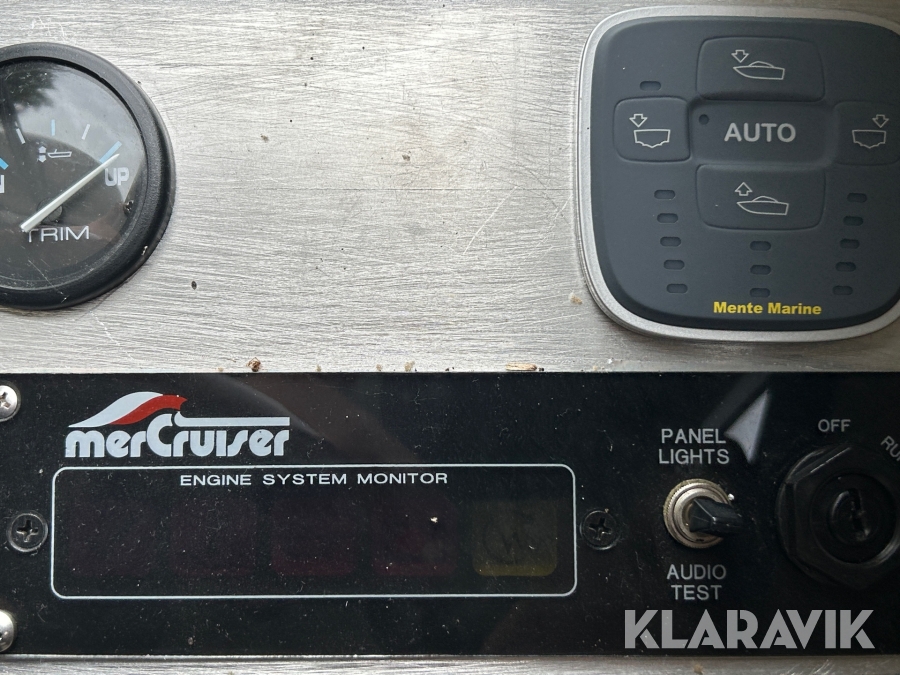 UP
TRIM
AUTO
Mente Marine
merCruiser
ENGINE SYSTEM MONITOR
PANEL
LIGHTS
OFF
AUDIO
TEST
KLARAVIK